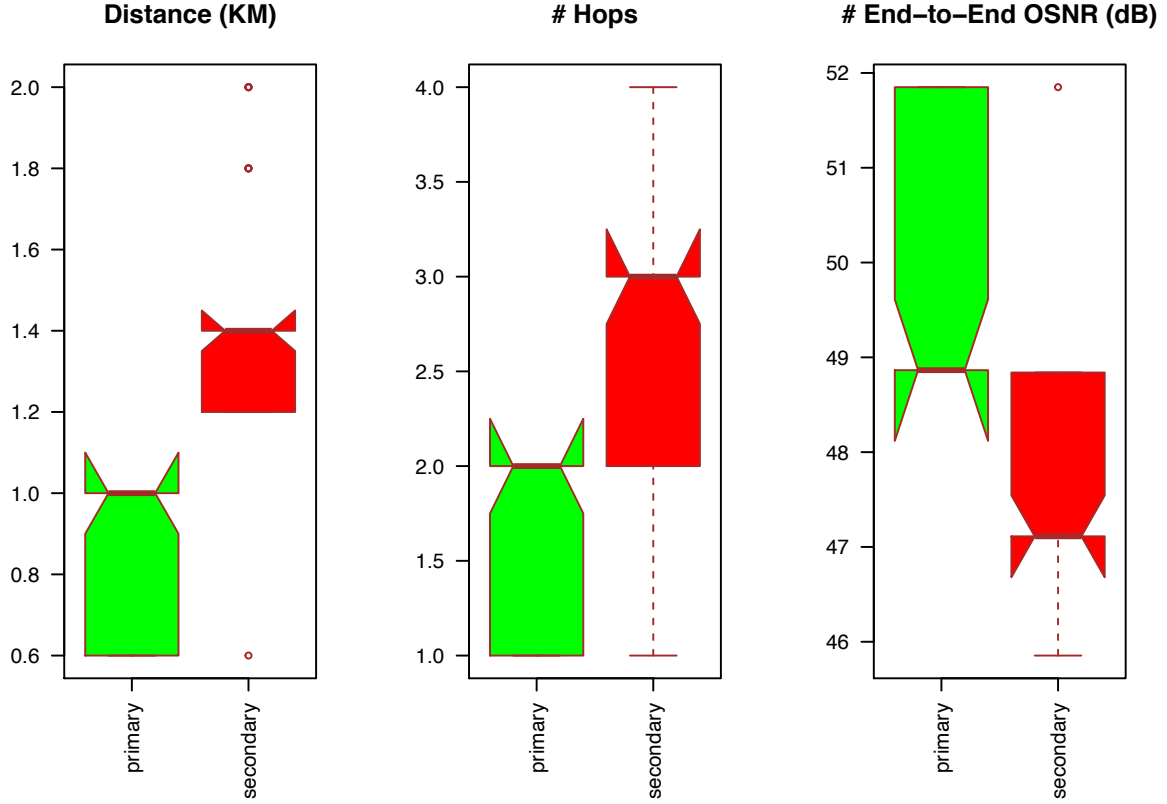 Distance (KM)
2.0
1.8
1.6
1.4
1.2
1.0
0.8
0.6
primary
secondary
# Hops
4.0
3.5
3.0
2.5
2.0
1.5
1.0
primary
secondary
# End−to−End OSNR (dB)
52
51
50
49
48
47
46
primary
secondary